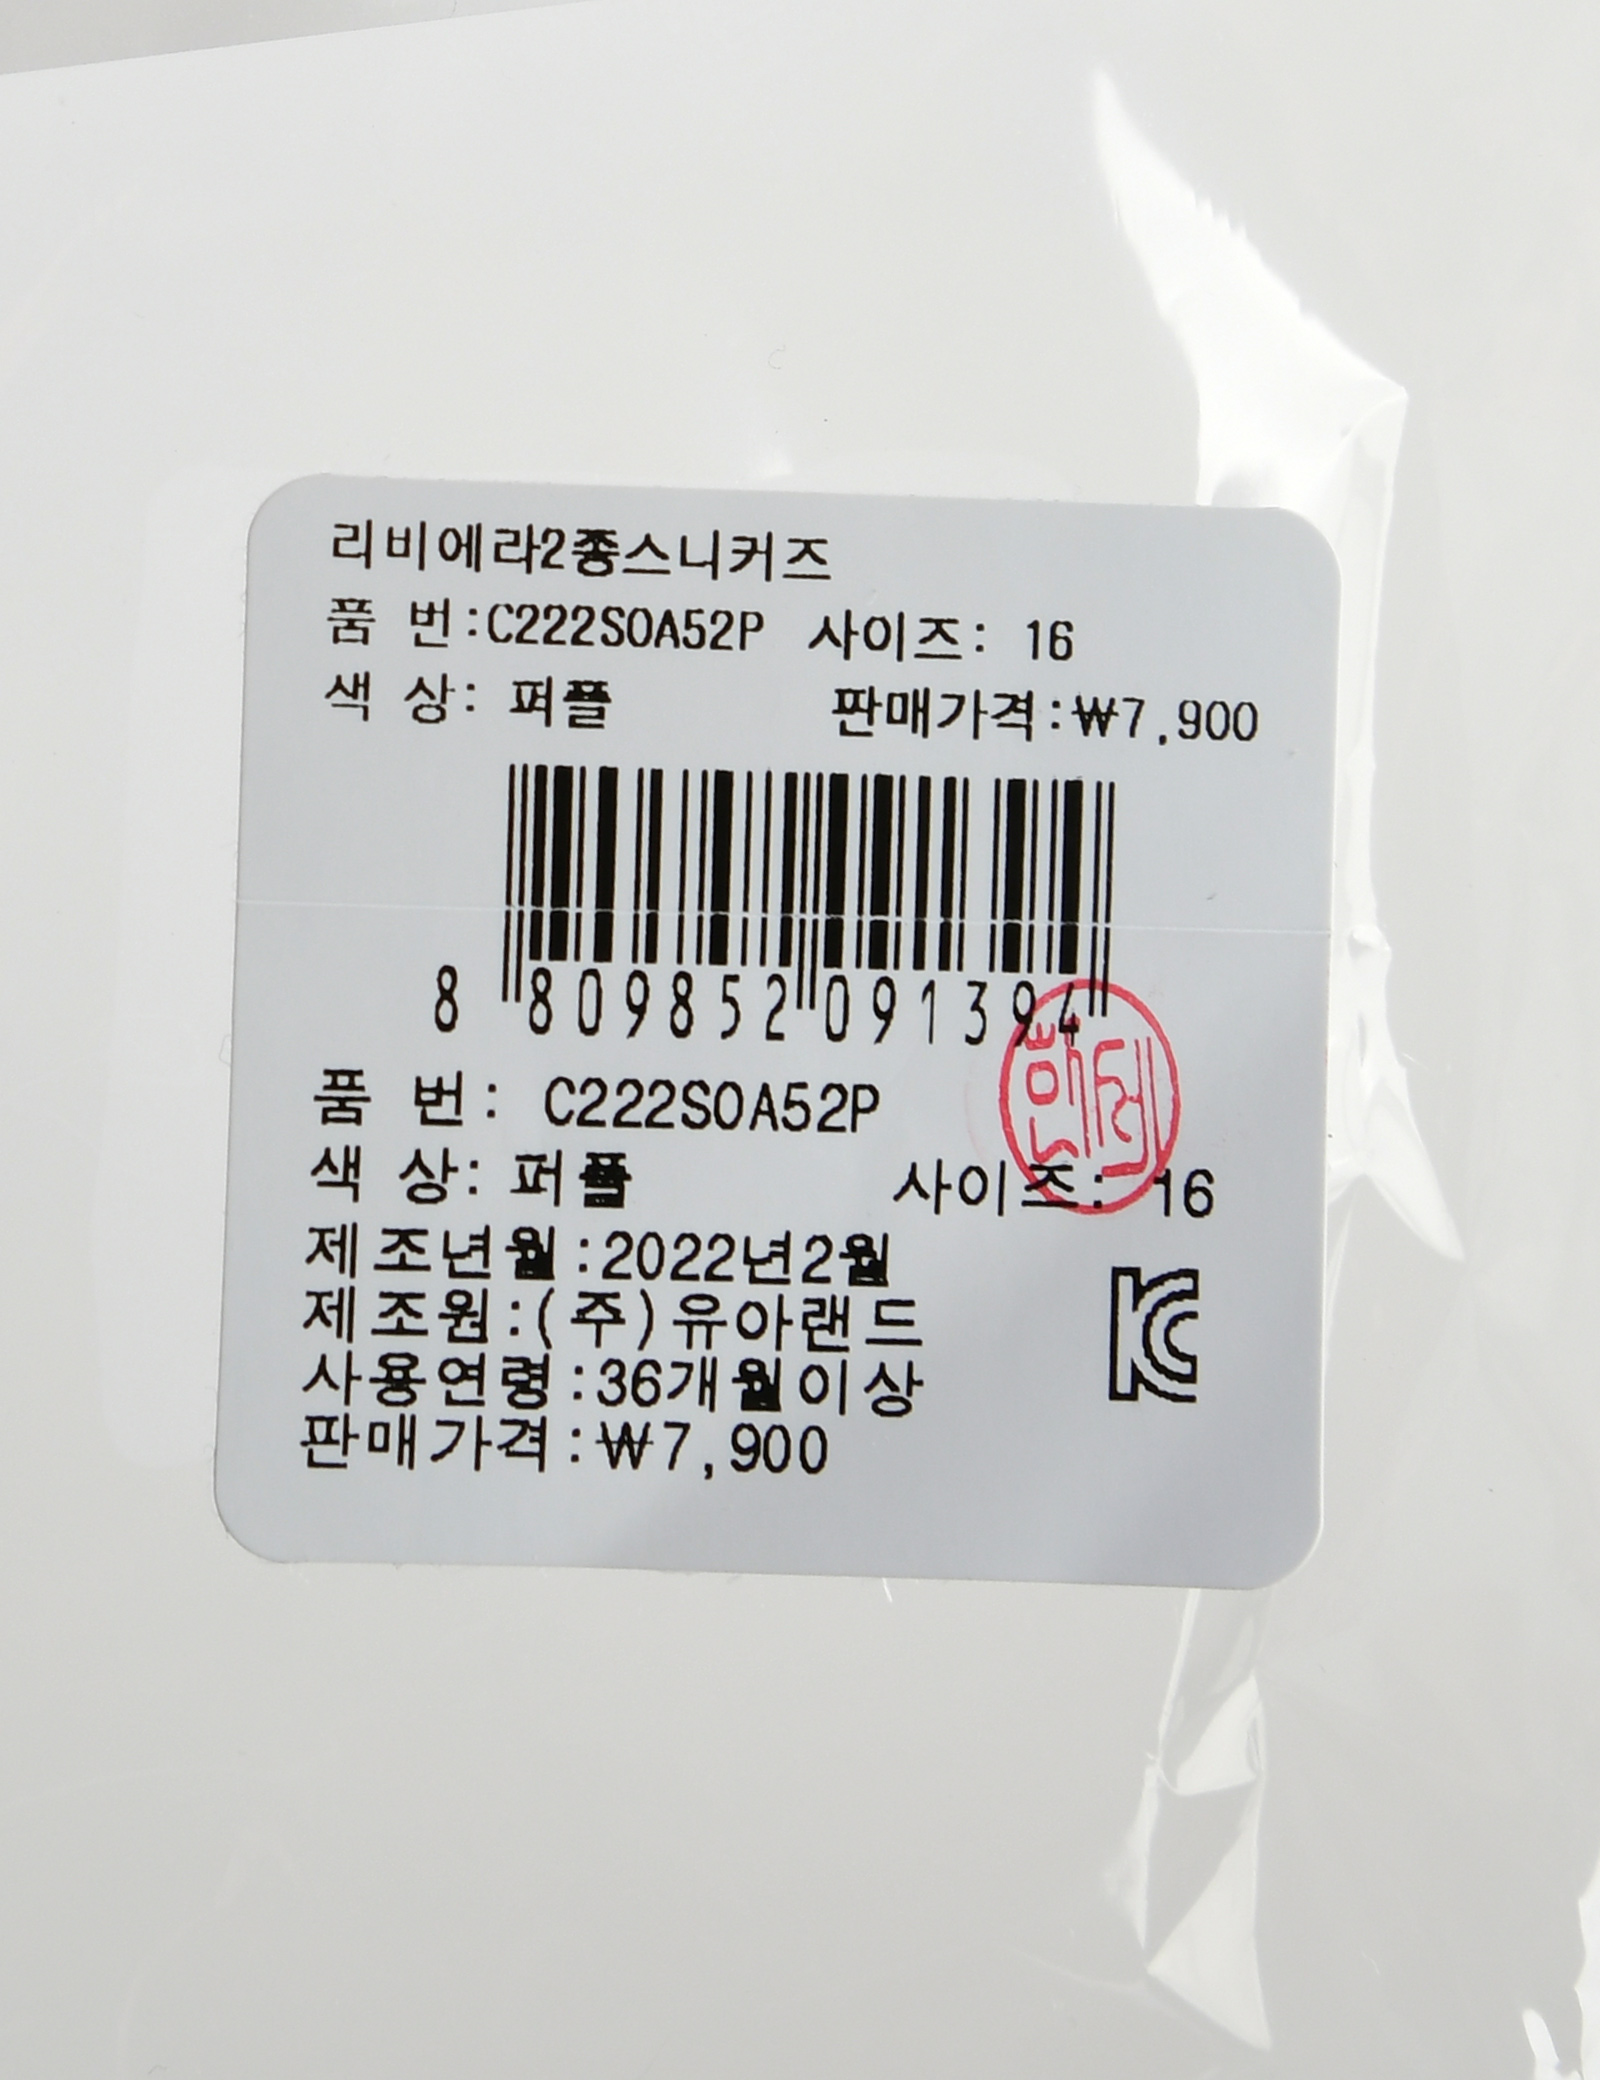 리비에라2종스니커즈
품 번:C222SOA52P 사이즈: 16
색 상: 퍼플 판매가격:₩7,900
8 809852 091394
품 번: C222SOA52P
색 상: 퍼플 사이즈: 16
제조년월:2022년2월
제조원:(주)유아랜드
사용연령:36개월이상
판매가격:₩7,900
KC